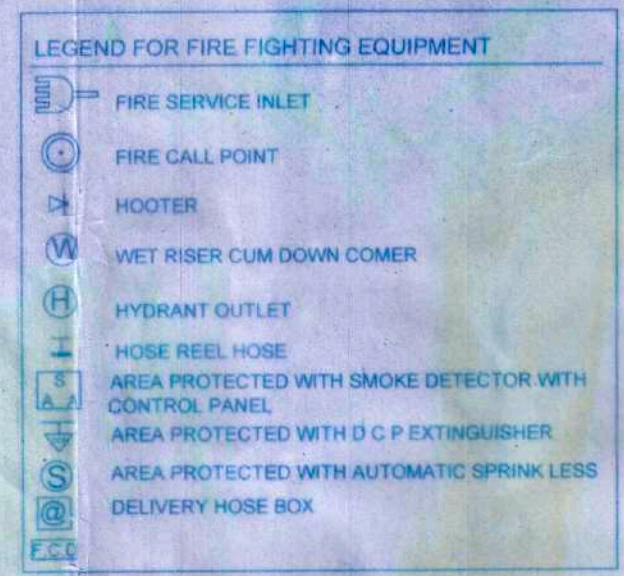 LEGEND FOR FIRE FIGHTING EQUIPMENT
FIRE SERVICE INLET
FIRE CALL POINT
HOOTER
W WET RISER CUM DOWN COMER
H HYDRANT OUTLET
HOSE REEL HOSE
S
A A
AREA PROTECTED WITH SMOKE DETECTOR WITH
CONTROL PANEL
AREA PROTECTED WITH D C P EXTINGUISHER
S AREA PROTECTED WITH AUTOMATIC SPRINK LESS
@ DELIVERY HOSE BOX